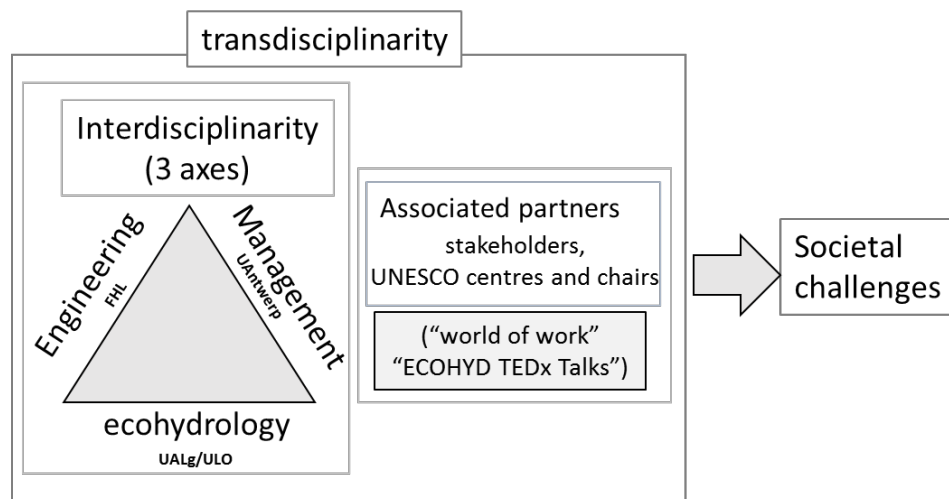 transdisciplinarity
Interdisciplinarity
(3 axes)
Engineering
FHL
Management
UAntwerp
ecohydrology
UALg/ULO
Associated partners
stakeholders,
UNESCO centres and chairs
(“world of work”
“ECOHYD TEDx Talks”)
Societal
challenges